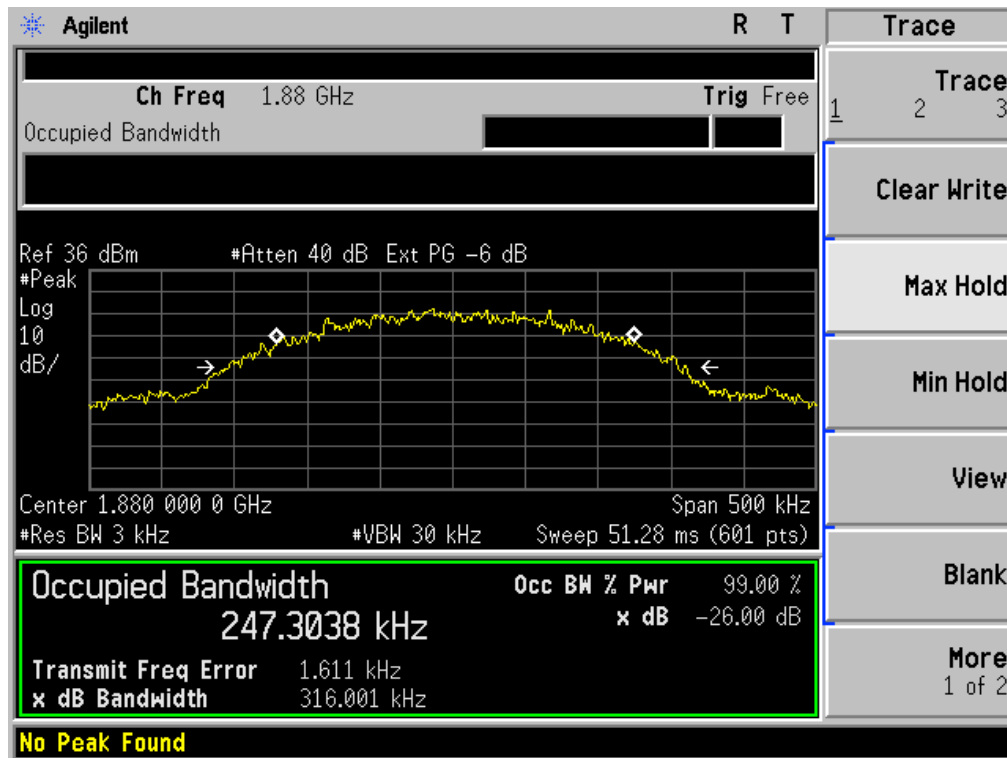 Agilent R T Trace
Ch Freq 1.88 GHz Trig Free
Occupied Bandwidth
Trace
1 2 3
Clear Write
Max Hold
Min Hold
View
Blank
More
1 of 2
Ref 36 dBm #Atten 40 dB Ext PG -6 dB
#Peak
Log
10
dB/
Center 1.880 000 0 GHz Span 500 kHz
#Res BW 3 kHz #VBW 30 kHz Sweep 51.28 ms (601 pts)
Occupied Bandwidth Occ BW % Pwr 99.00 %
247.3038 kHz x dB -26.00 dB
Transmit Freq Error 1.611 kHz
x dB Bandwidth 316.001 kHz
No Peak Found